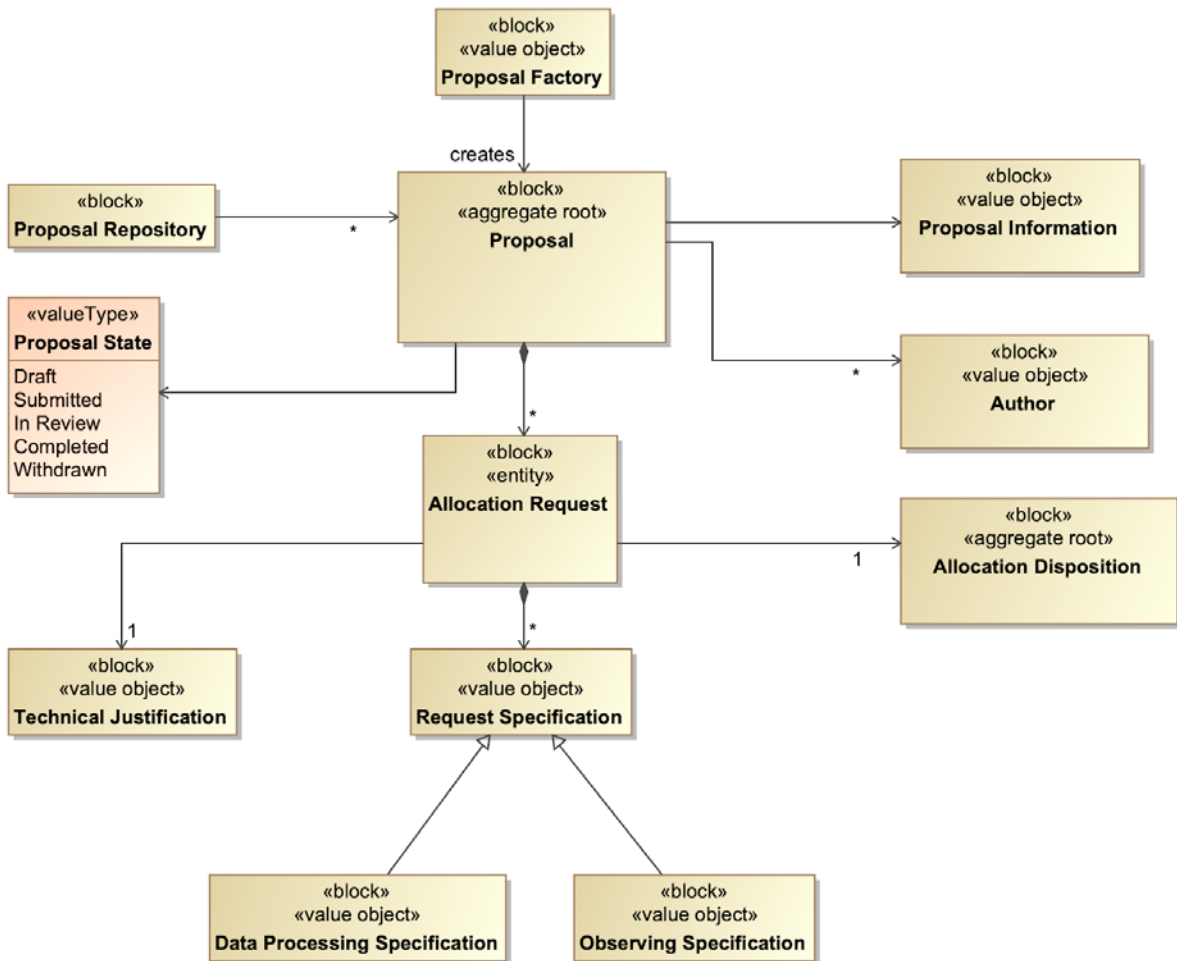 «block»
«value object»
Proposal Factory
creates
«block»
Proposal Repository
*
«block»
«aggregate root»
Proposal
«block»
«value object»
Proposal Information
«valueType»
Proposal State
Draft
Submitted
In Review
Completed
Withdrawn
*
«block»
«value object»
Author
*
«block»
«entity»
Allocation Request
1
«block»
«aggregate root»
Allocation Disposition
1
«block»
«value object»
Technical Justification
*
«block»
«value object»
Request Specification
«block»
«value object»
Data Processing Specification
«block»
«value object»
Observing Specification